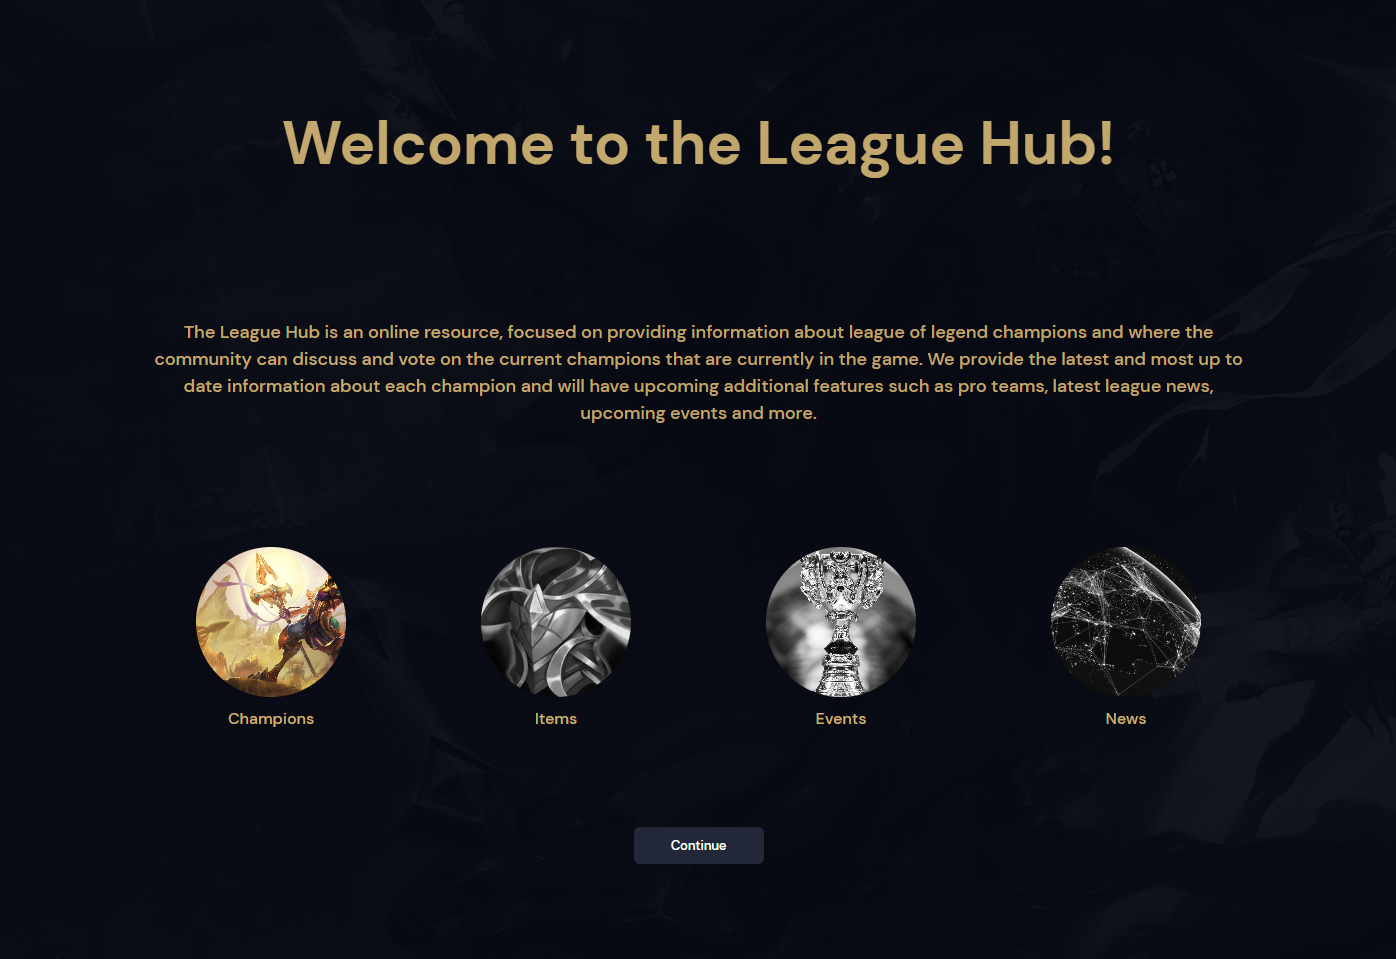 Welcome to the League Hub!
The League Hub is an online resource, focused on providing information about league of legend champions and where the
community can discuss and vote on the current champions that are currently in the game. We provide the latest and most up to
date information about each champion and will have upcoming additional features such as pro teams, latest league news,
upcoming events and more.
Champions
Items
Events
News
Continue